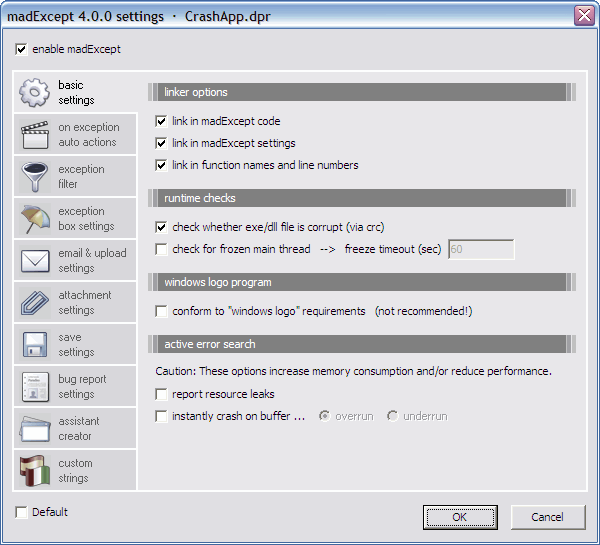 madExcept 4.0.0 settings · CrashApp.dpr
enable madExcept
basic
settings
on exception
auto actions
exception
filter
exception
box settings
email & upload
settings
attachment
settings
save
settings
bug report
settings
assistant
creator
custom
strings
linker options
link in madExcept code
link in madExcept settings
link in function names and line numbers
runtime checks
check whether exe/dll file is corrupt (via crc)
check for frozen main thread --> freeze timeout (sec) 60
windows logo program
conform to "windows logo" requirements (not recommended!)
active error search
Caution: These options increase memory consumption and/or reduce performance.
report resource leaks
instantly crash on buffer ... overrun underrun
Default
OK
Cancel